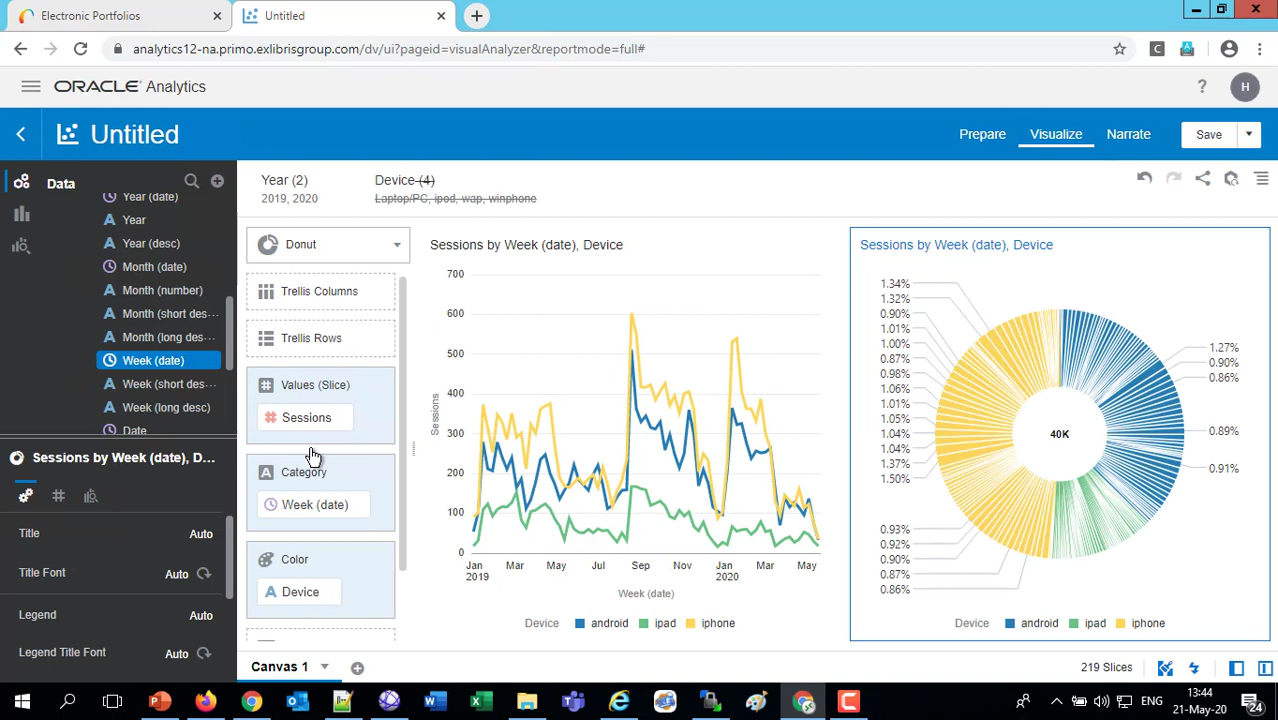 Electronic Portfolios
Untitled
analytics12-na.primo.exlibrisgroup.com/dv/ui?pageid=visualAnalyzer&reportmode=full#
C
ORACLE Analytics
?
H
Untitled
Prepare
Visualize
Narrate
Save
Data
Year (date)
Year
Year (desc)
Month (date)
Month (number)
Month (short des...
Month (long des...
Week (date)
Week (short des...
Week (long desc)
Date
Sessions by Week (date), D...
Title
Auto
Title Font
Auto
Legend
Auto
Legend Title Font
Auto
Year (2)
2019, 2020
Device (4)
Laptop/PC, ipod, wap, winphone
Donut
Trellis Columns
Trellis Rows
Values (Slice)
Sessions
Category
Week (date)
Color
Device
Sessions by Week (date), Device
700
600
500
400
300
200
100
0
Sessions
Jan Mar May Jul Sep Nov Jan Mar May
2019 2020
Week (date)
Device android ipad iphone
Sessions by Week (date), Device
1.34%
1.32%
0.90%
1.01%
1.00%
0.87%
0.98%
1.06%
1.01%
1.05%
1.04%
1.04%
1.37%
1.50%
0.93%
0.92%
0.90%
0.87%
0.86%
40K
1.27%
0.90%
0.86%
0.89%
0.91%
Device android ipad iphone
Canvas 1
219 Slices
ENG
13:44
21-May-20
24